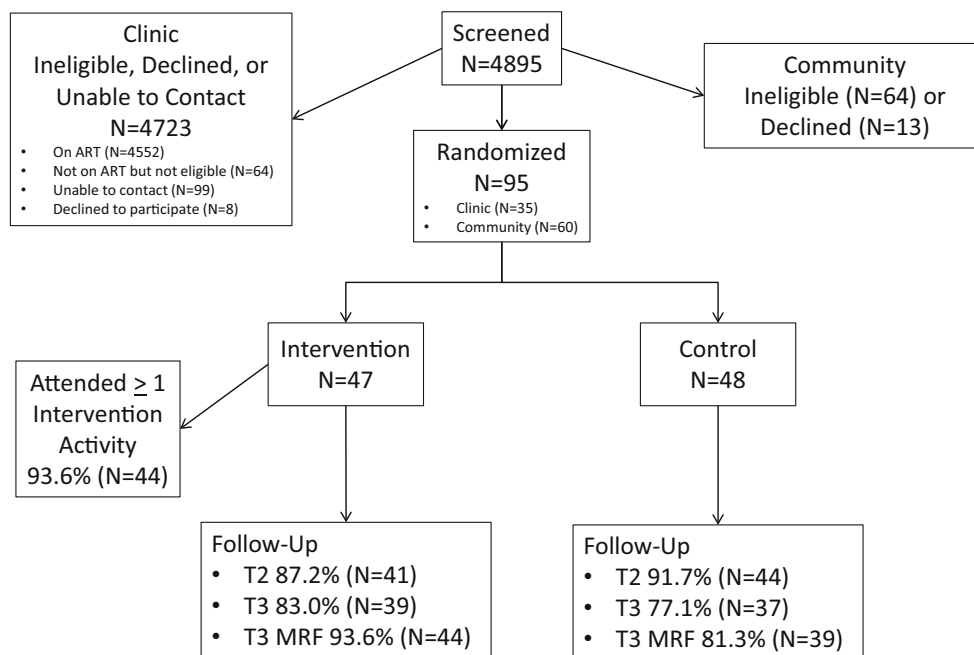 Clinic
Ineligible, Declined, or
Unable to Contact
N=4723
• On ART (N=4552)
• Not on ART but not eligible (N=64)
• Unable to contact (N=99)
• Declined to participate (N=8)
Screened
N=4895
Community
Ineligible (N=64) or
Declined (N=13)
Randomized
N=95
• Clinic (N=35)
• Community (N=60)
Intervention
N=47
Control
N=48
Attended ≥ 1
Intervention
Activity
93.6% (N=44)
Follow-Up
• T2 87.2% (N=41)
• T3 83.0% (N=39)
• T3 MRF 93.6% (N=44)
Follow-Up
• T2 91.7% (N=44)
• T3 77.1% (N=37)
• T3 MRF 81.3% (N=39)